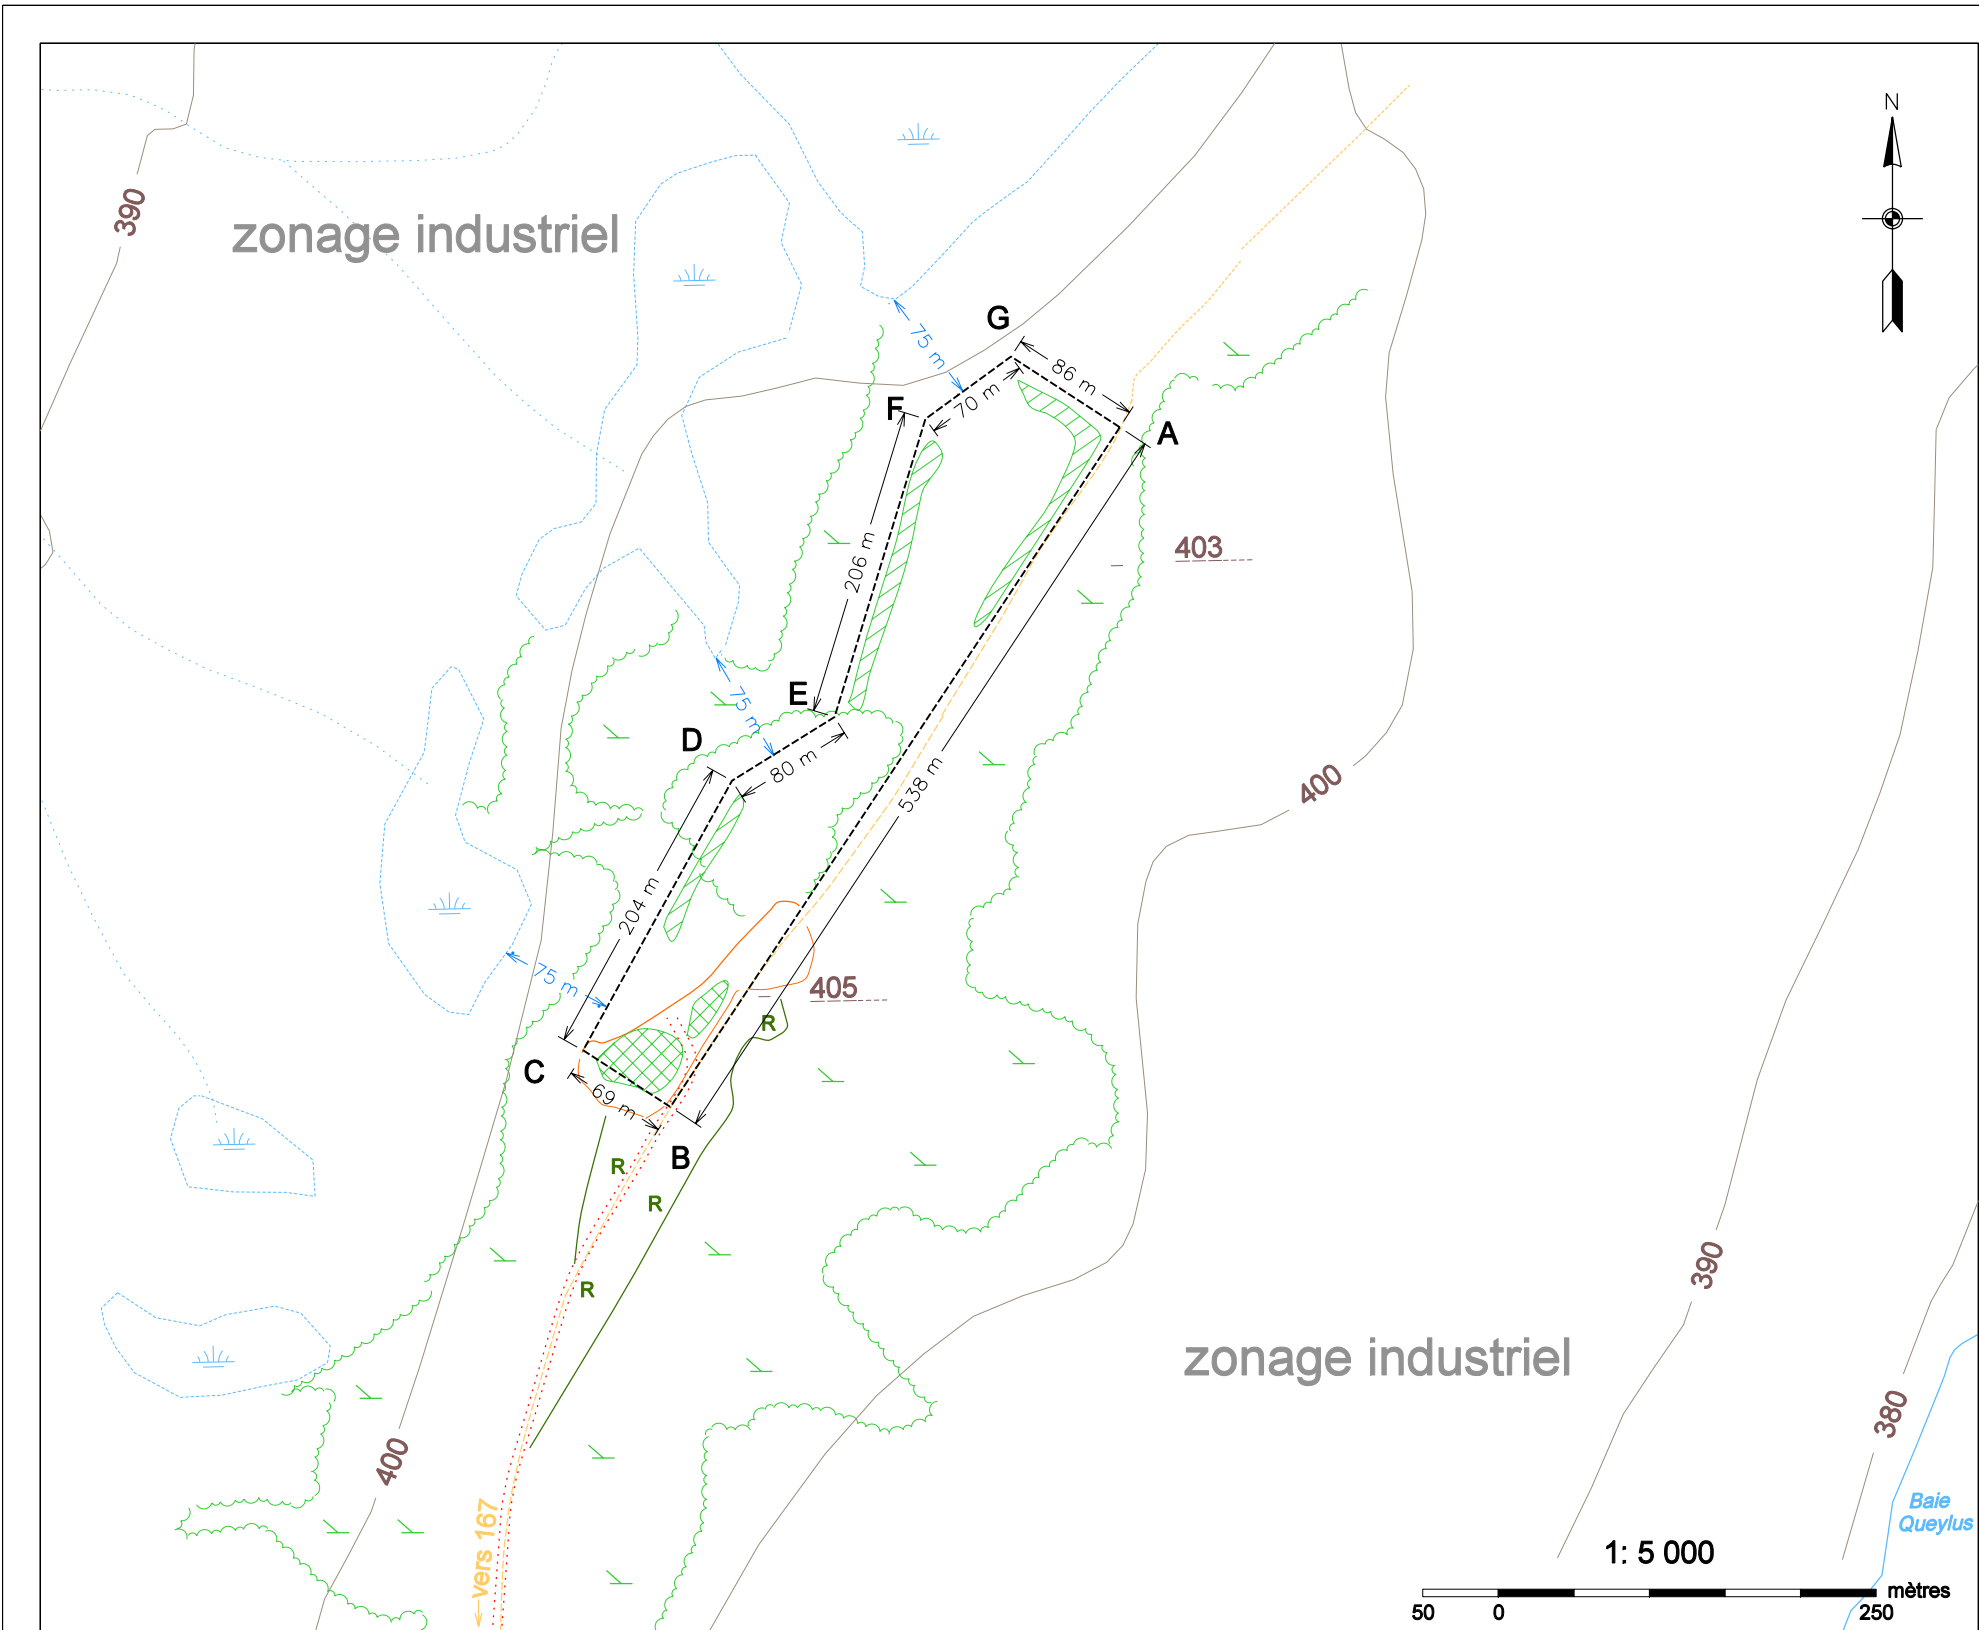 N
390
zonage industriel
G
75 m
86 m
70 m
F
A
206 m
403
E
75 m
D
80 m
538 m
400
204 m
75 m
405
R
C
69 m
B
R
R
R
390
zonage industriel
380
400
vers 167
Baie
Queylus
1: 5 000
mètres
50 0 250